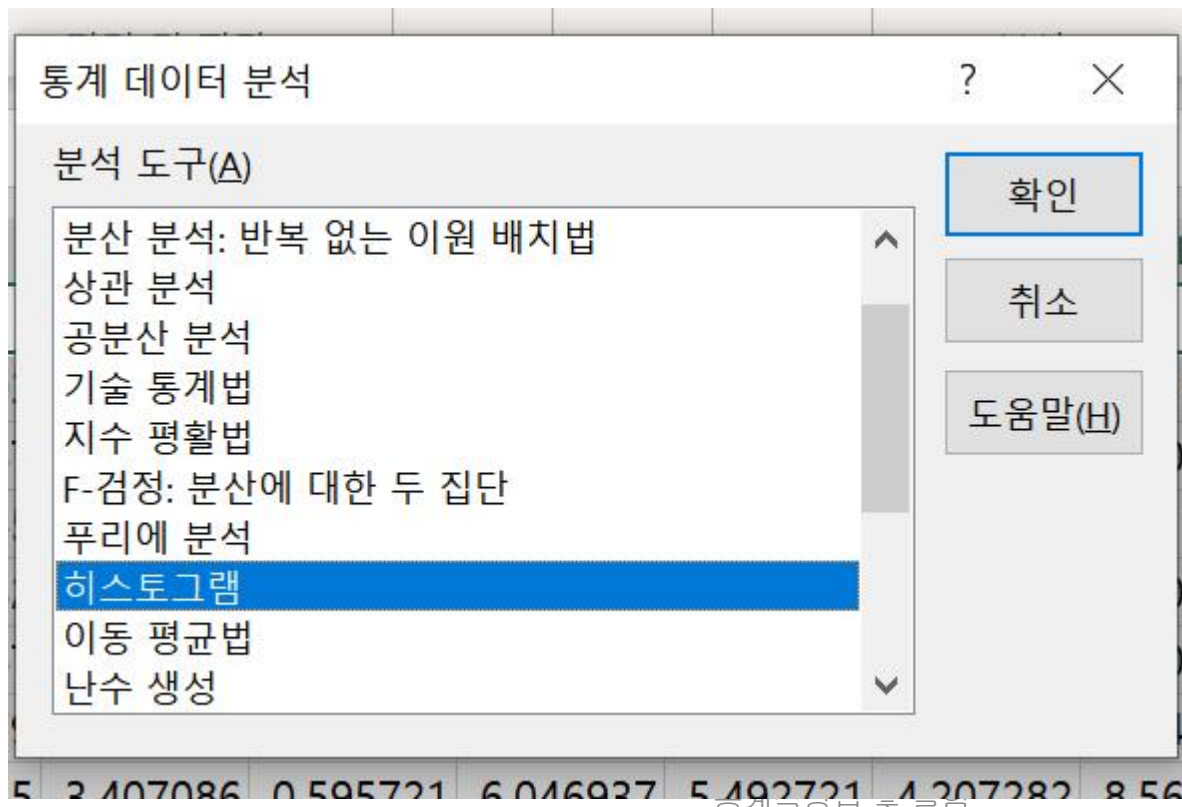 통계 데이터 분석
분석 도구(A)
분산 분석: 반복 없는 이원 배치법
상관 분석
공분산 분석
기술 통계법
지수 평활법
F-검정: 분산에 대한 두 집단
푸리에 분석
히스토그램
이동 평균법
난수 생성
확인
취소
도움말(H)
5 3.407086 0.595721 6.046937 5.492721 4.207282 8.56